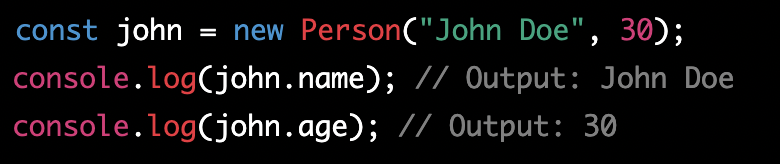 const john = new Person("John Doe", 30);
console.log(john.name); // Output: John Doe
console.log(john.age); // Output: 30